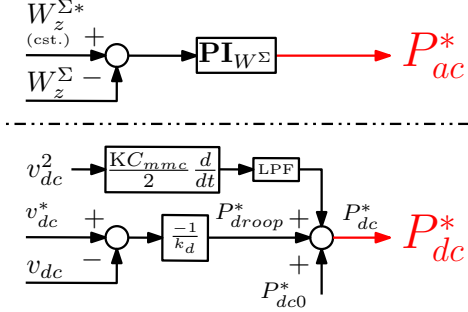 W_z^{Σ*}
(cst.)
+
−
W_z^Σ
PI_{W^Σ}
P_{ac}^*
v_{dc}^2
KC_{mmc}/2 d/dt
LPF
v_{dc}^*
+
−
v_{dc}
-1/k_d
P_{droop}^*
+
+
P_{dc}^*
P_{dc}^*
P_{dc0}^*